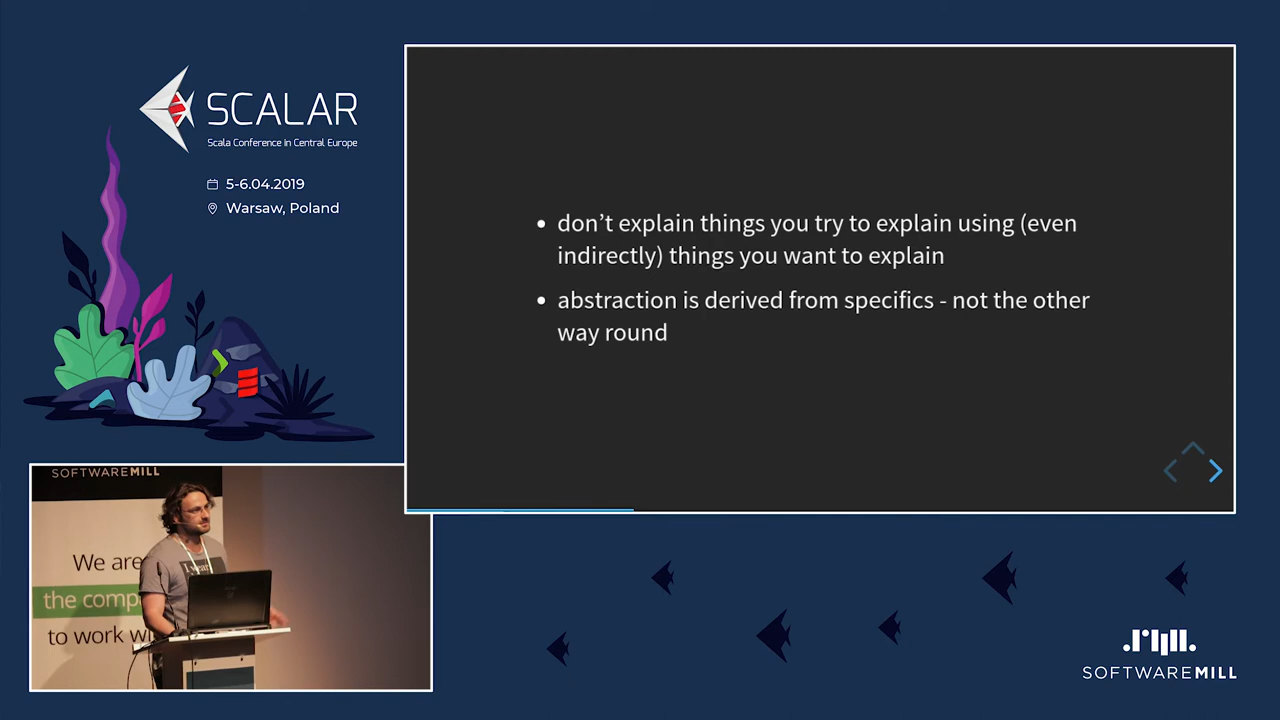 SCALAR
Scala Conference in Central Europe
5-6.04.2019
Warsaw, Poland
• don’t explain things you try to explain using (even
indirectly) things you want to explain
• abstraction is derived from specifics - not the other
way round
SOFTWAREMILL
We are
the comp
to work wi
SOFTWAREMILL